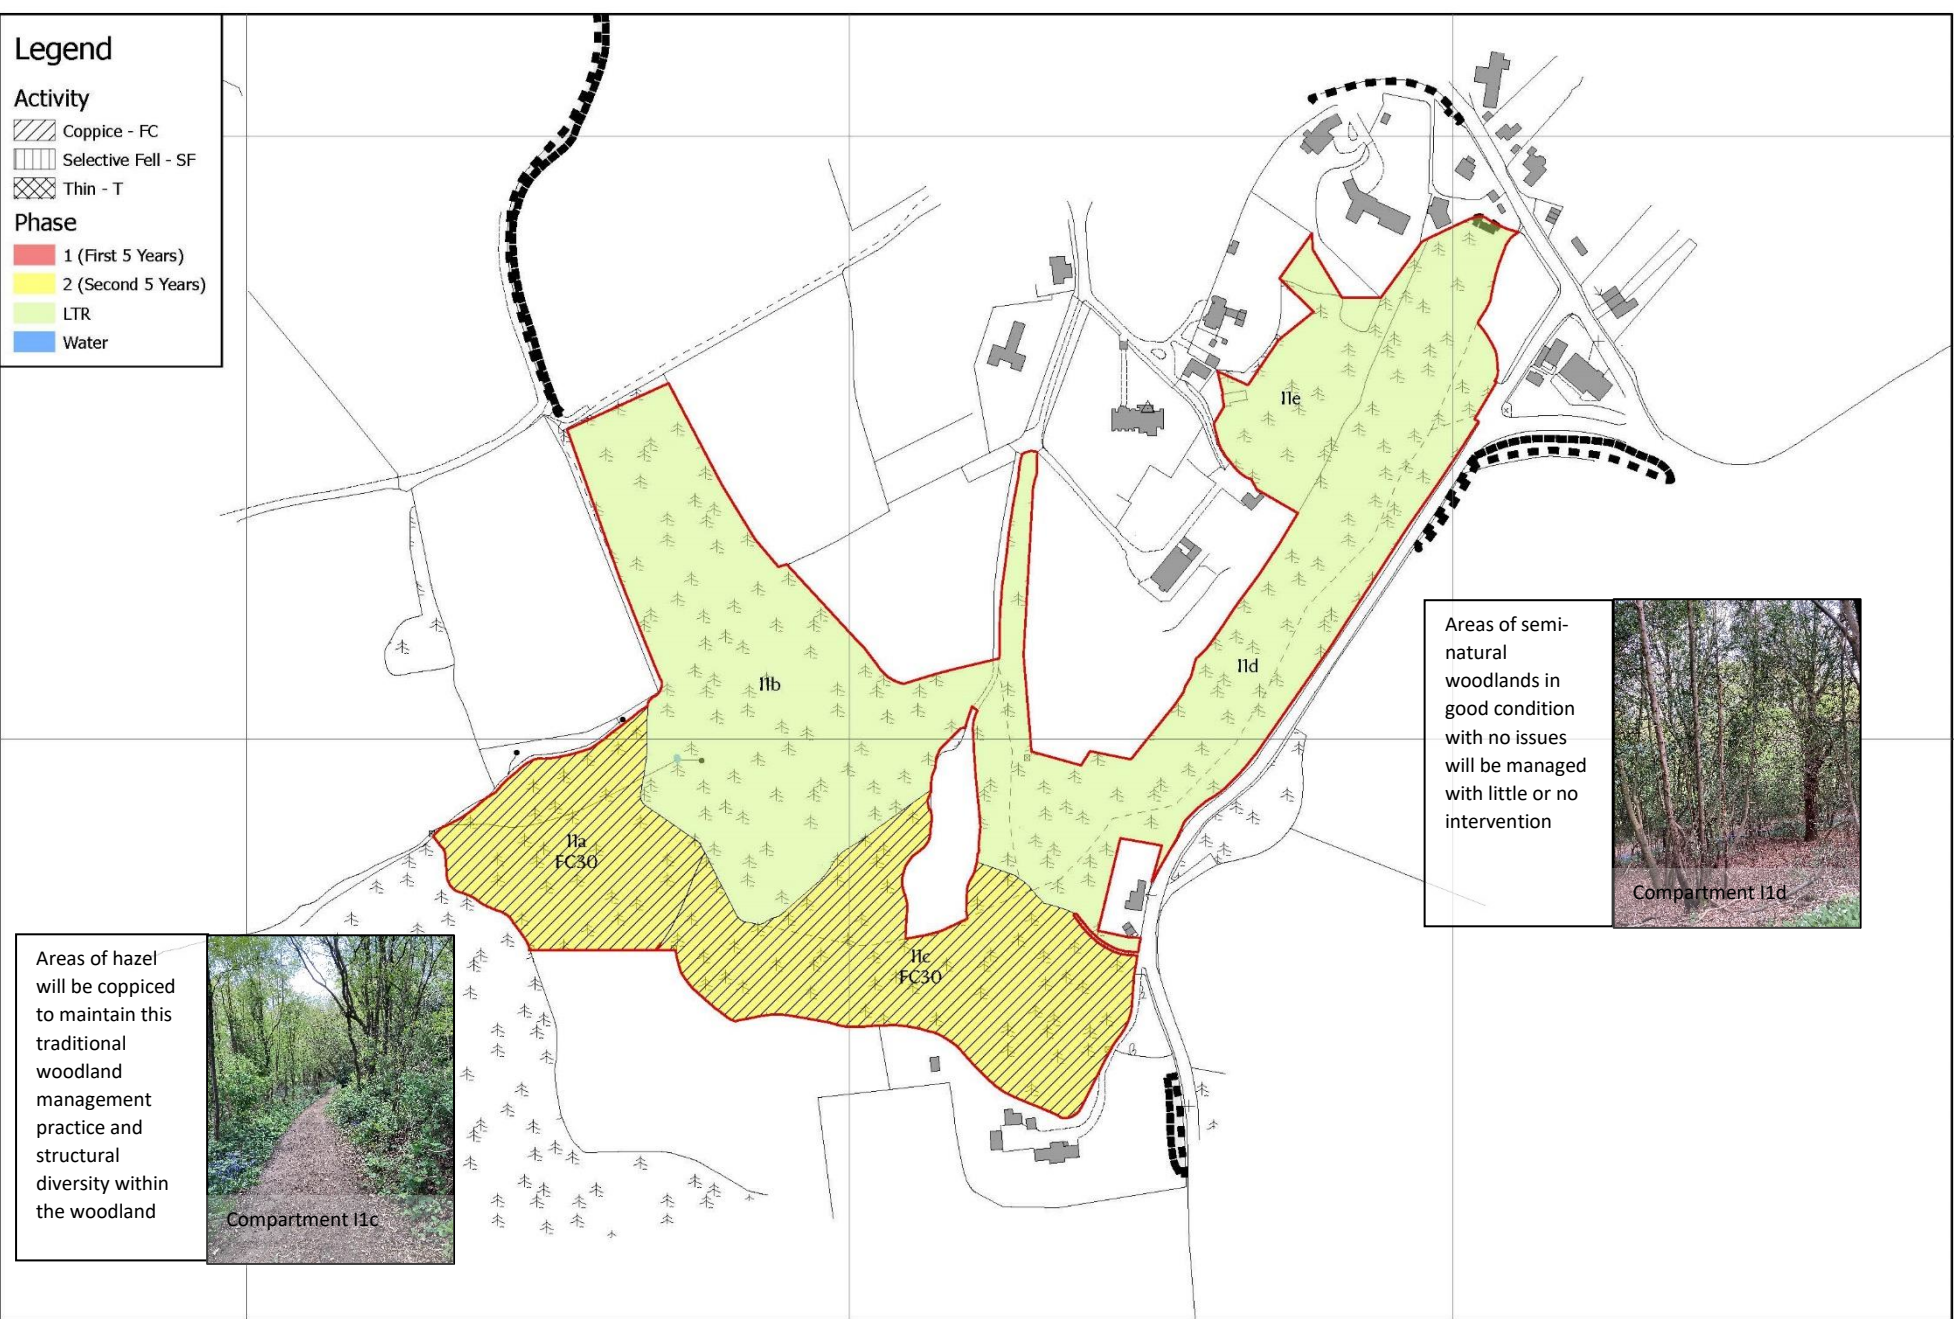 Legend
Activity
Coppice - FC
Selective Fell - SF
Thin - T
Phase
1 (First 5 Years)
2 (Second 5 Years)
LTR
Water
I1e
I1b
I1d
I1a
FC30
I1c
FC30
Areas of semi-
natural
woodlands in
good condition
with no issues
will be managed
with little or no
intervention
Compartment I1d
Areas of hazel
will be coppiced
to maintain this
traditional
woodland
management
practice and
structural
diversity within
the woodland
Compartment I1c